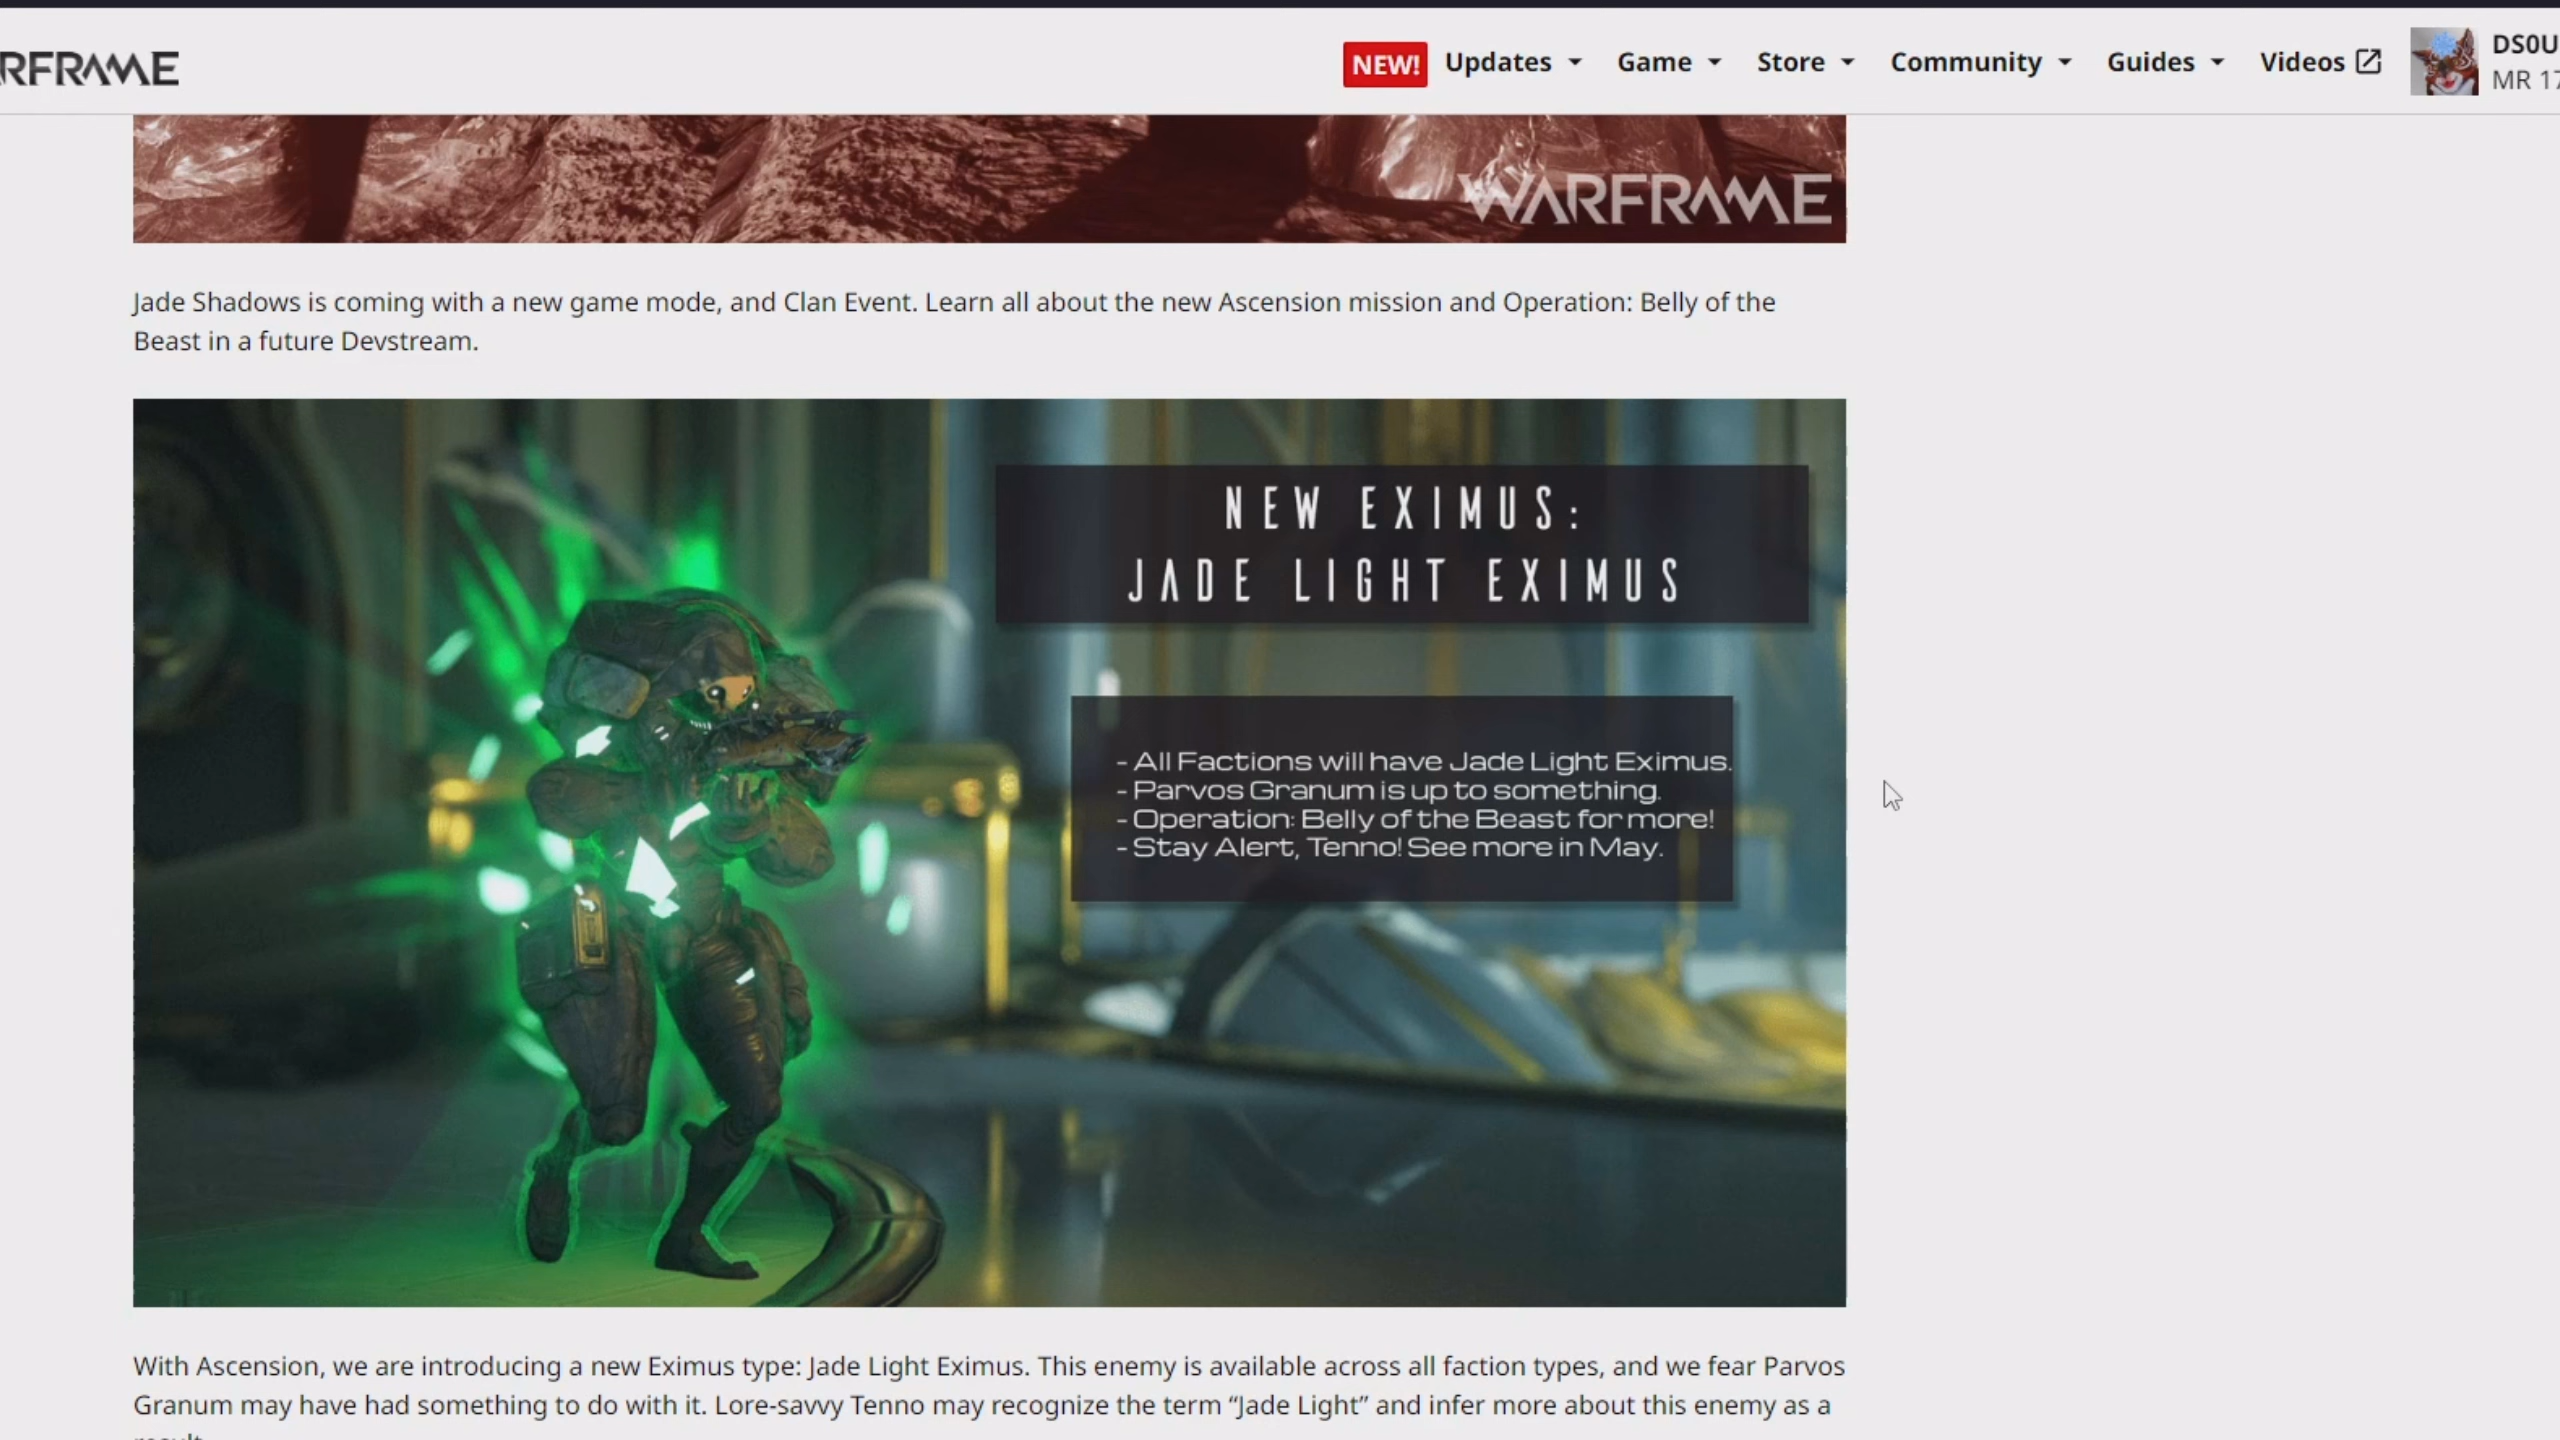 RFRAME
NEW! Updates Game Store Community Guides Videos
DS0U
MR 17
WARFRAME
Jade Shadows is coming with a new game mode, and Clan Event. Learn all about the new Ascension mission and Operation: Belly of the
Beast in a future Devstream.
NEW EXIMUS:
JADE LIGHT EXIMUS
- All Factions will have Jade Light Eximus.
- Parvos Granum is up to something.
- Operation: Belly of the Beast for more!
- Stay Alert, Tenno! See more in May.
With Ascension, we are introducing a new Eximus type: Jade Light Eximus. This enemy is available across all faction types, and we fear Parvos
Granum may have had something to do with it. Lore-savvy Tenno may recognize the term “Jade Light” and infer more about this enemy as a